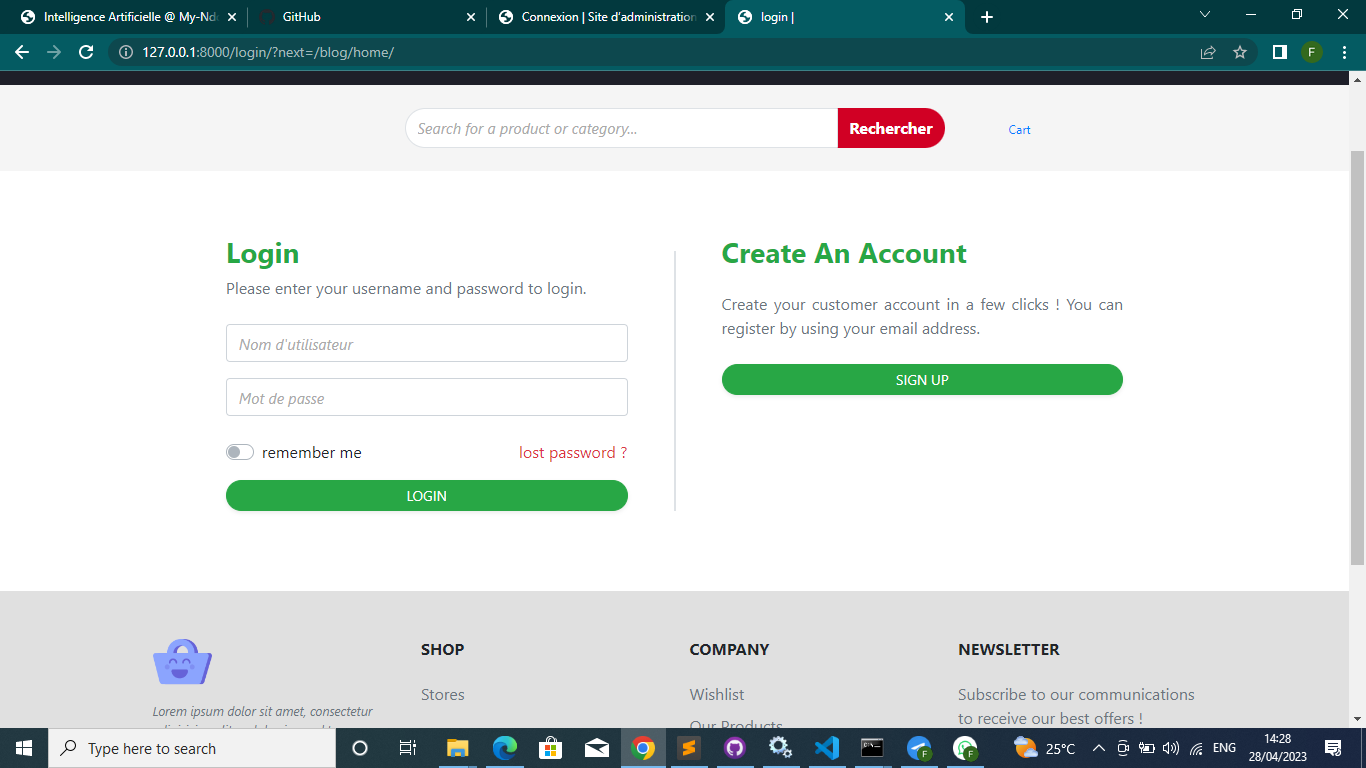 Intelligence Artificielle @ My-Nd
GitHub
Connexion | Site d'administration
login |
127.0.0.1:8000/login/?next=/blog/home/
F
Search for a product or category...
Rechercher
Cart
Login
Please enter your username and password to login.
Nom d'utilisateur
Mot de passe
remember me
lost password ?
LOGIN
Create An Account
Create your customer account in a few clicks ! You can
register by using your email address.
SIGN UP
Lorem ipsum dolor sit amet, consectetur
SHOP
Stores
COMPANY
Wishlist
Our Products
NEWSLETTER
Subscribe to our communications
to receive our best offers !
Type here to search
25°C
ENG
14:28
28/04/2023